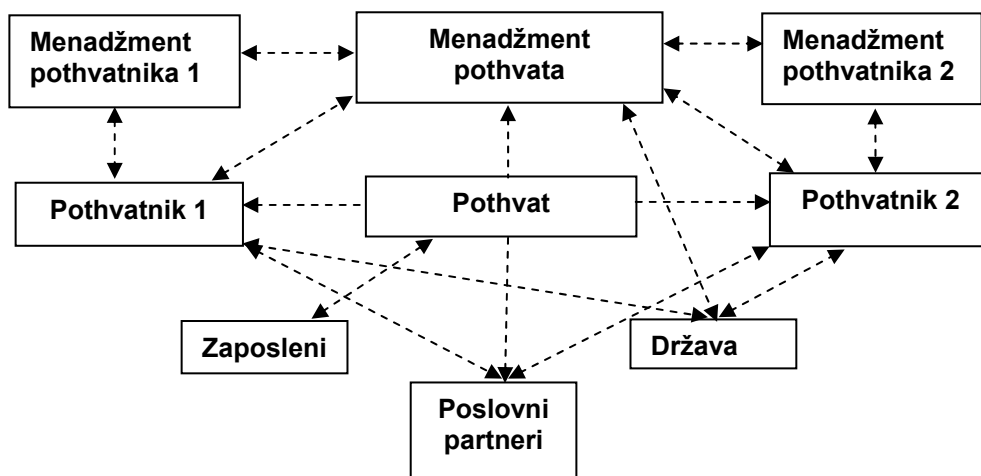 Menadžment
pothvatnika 1
Menadžment
pothvata
Menadžment
pothvatnika 2
Pothvatnik 1
Pothvat
Pothvatnik 2
Zaposleni
Država
Poslovni
partneri